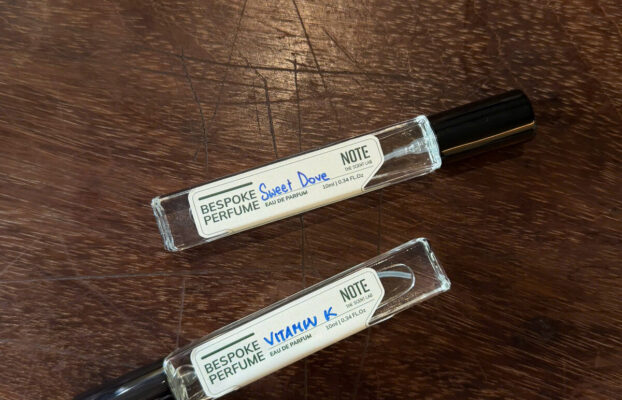 BESPOKE
PERFUME
Sweet Dove
EAU DE PARFUM
NOTE
THE SCENT LAB
10ml | 0.34 FL.Oz
BESPOKE
PERFUME
VITAMIN K
EAU DE PARFUM
NOTE
THE SCENT LAB
10ml | 0.34 FL.Oz